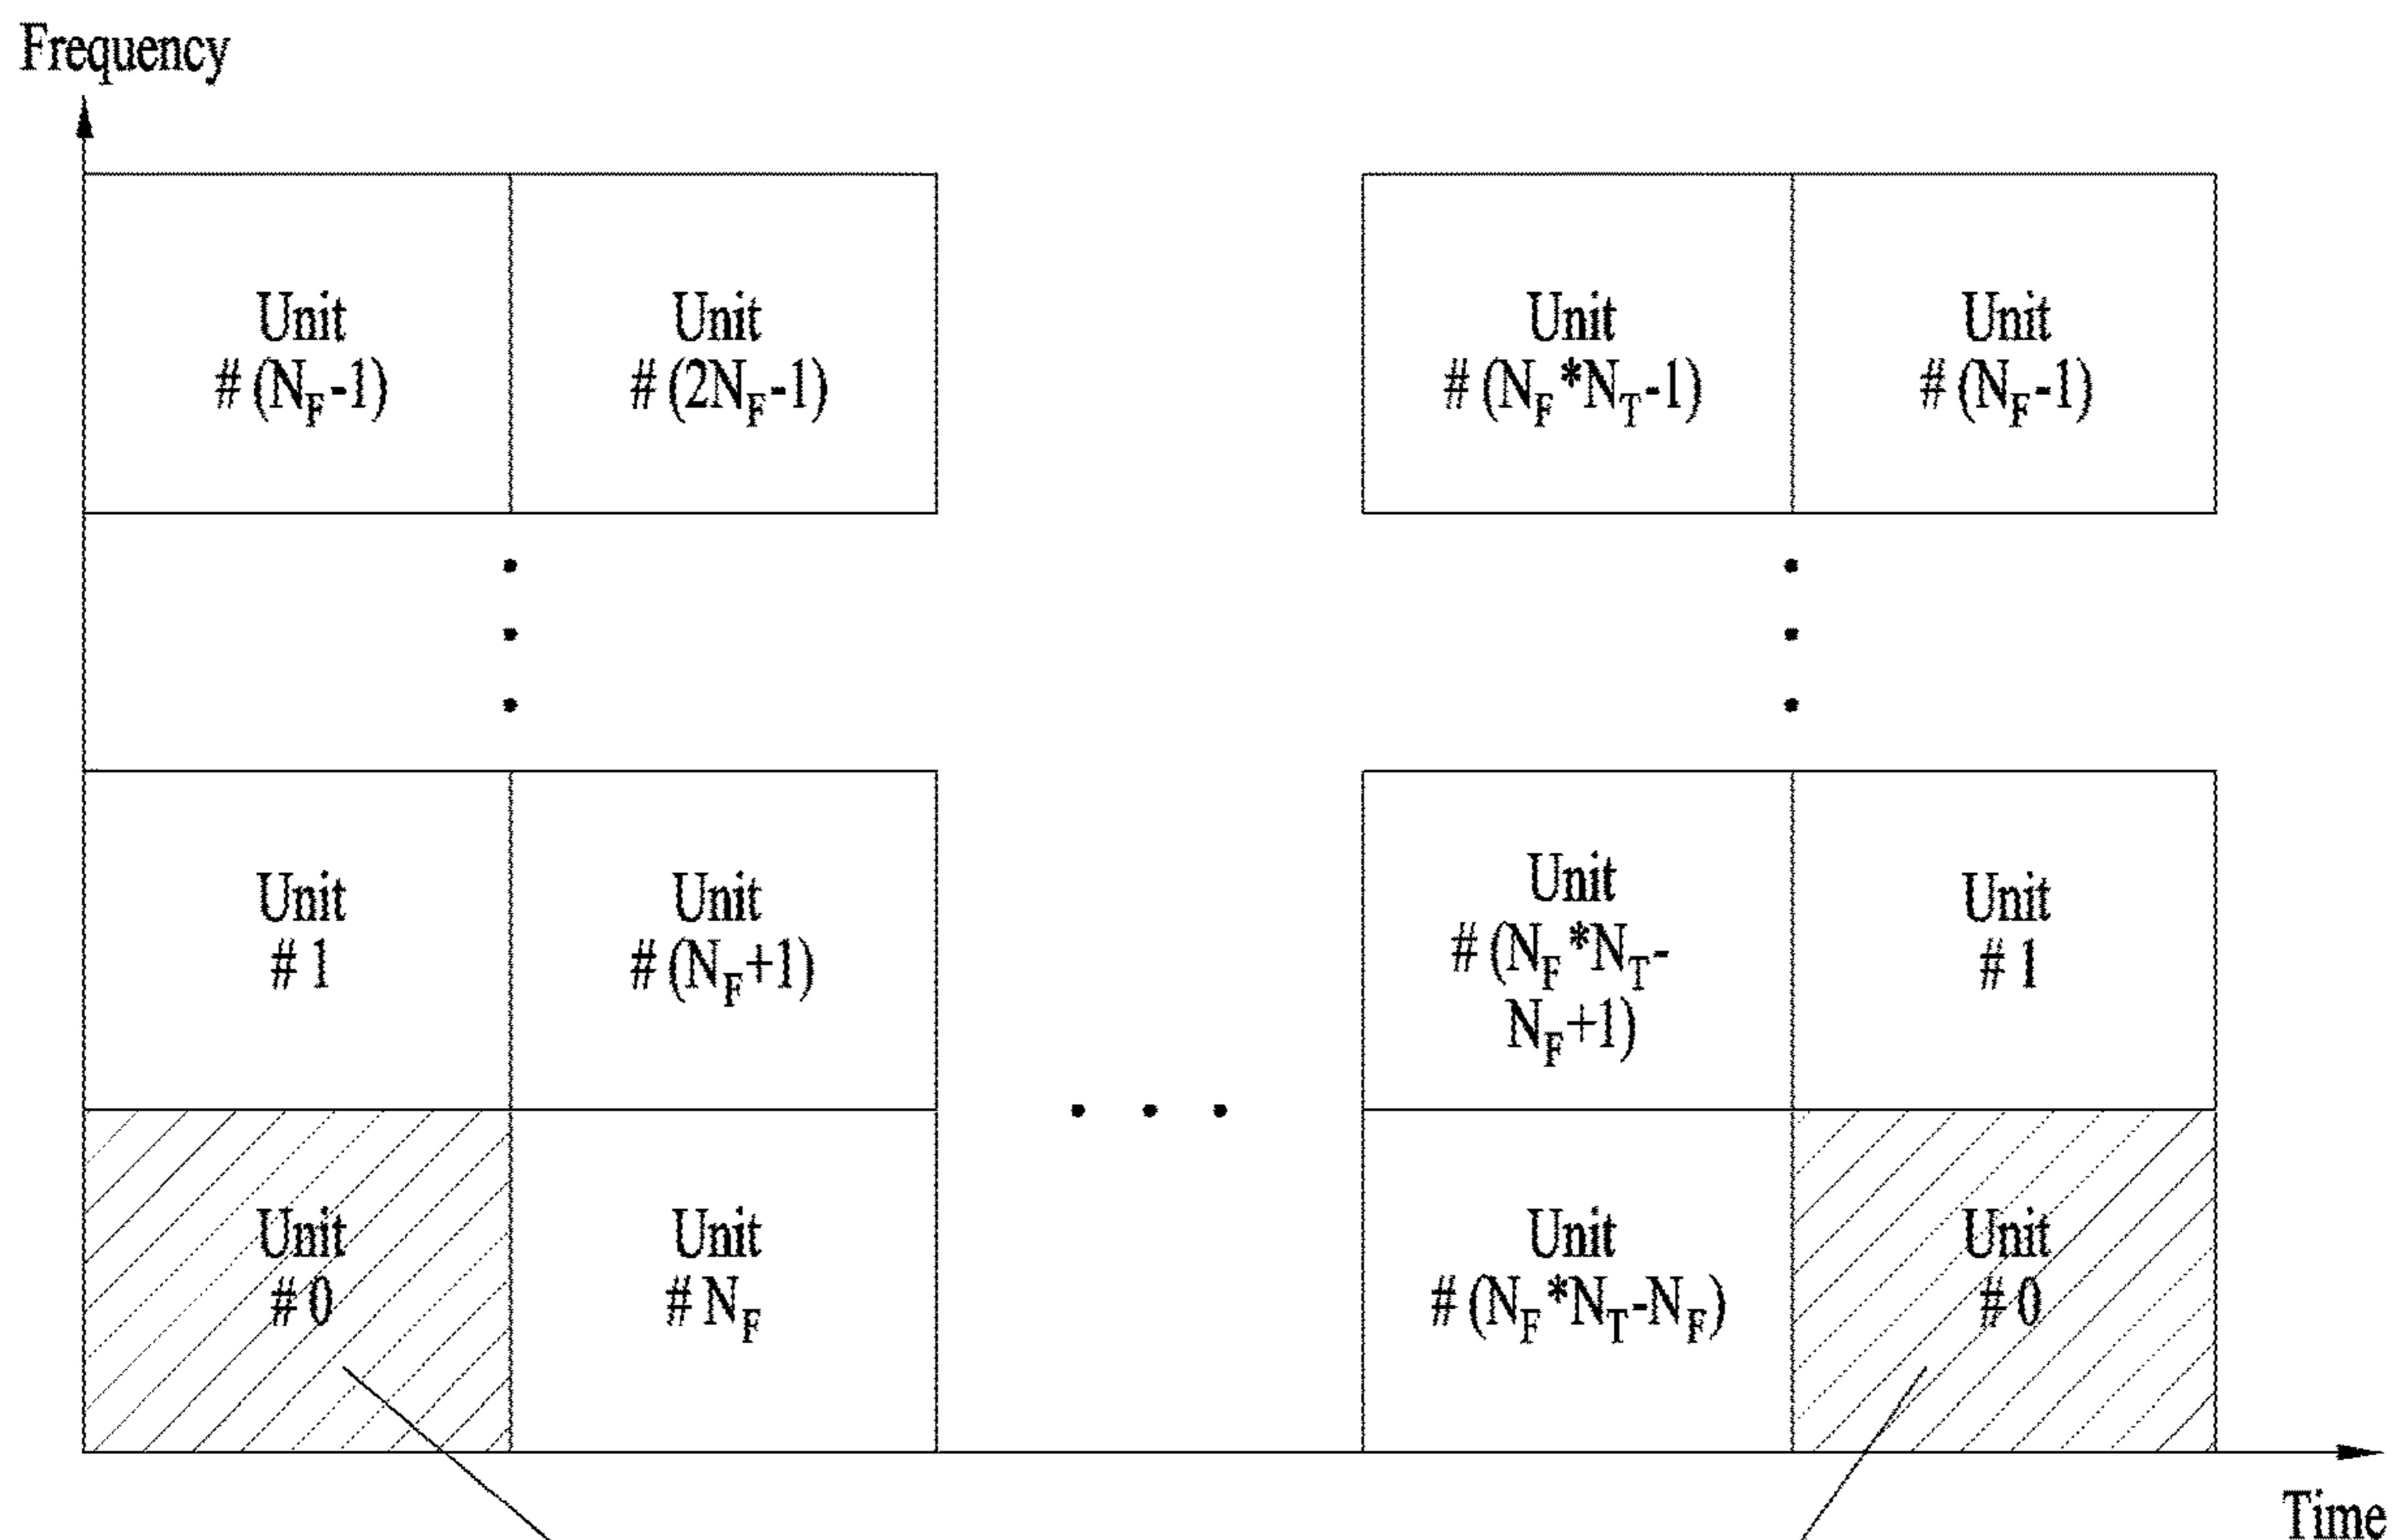 Frequency
Unit
# (N_F-1)
Unit
# (2N_F-1)
Unit
# (N_F*N_T-1)
Unit
# (N_F-1)
Unit
# 1
Unit
# (N_F+1)
Unit
# (N_F*N_T-
N_F+1)
Unit
# 1
Unit
# 0
Unit
# N_F
Unit
# (N_F*N_T-N_F)
Unit
# 0
Time